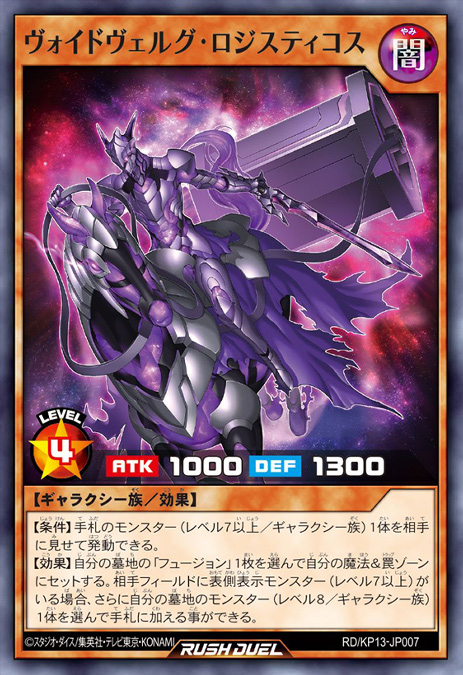 ヴォイドヴェルグ・ロジスティコス
やみ
闇
LEVEL
4
ATK 1000 DEF 1300
【ギャラクシー族／効果】
【条件】手札のモンスター（レベル7以上／ギャラクシー族）1体を相手
に見せて発動できる。
【効果】自分の墓地の「フュージョン」1枚を選んで自分の魔法&罠ゾーン
にセットする。相手フィールドに表側表示モンスター（レベル7以上）が
いる場合、さらに自分の墓地のモンスター（レベル8／ギャラクシー族）
1体を選んで手札に加える事ができる。
©スタジオ・ダイス/集英社・テレビ東京・KONAMI
RUSH DUEL
RD/KP13-JP007